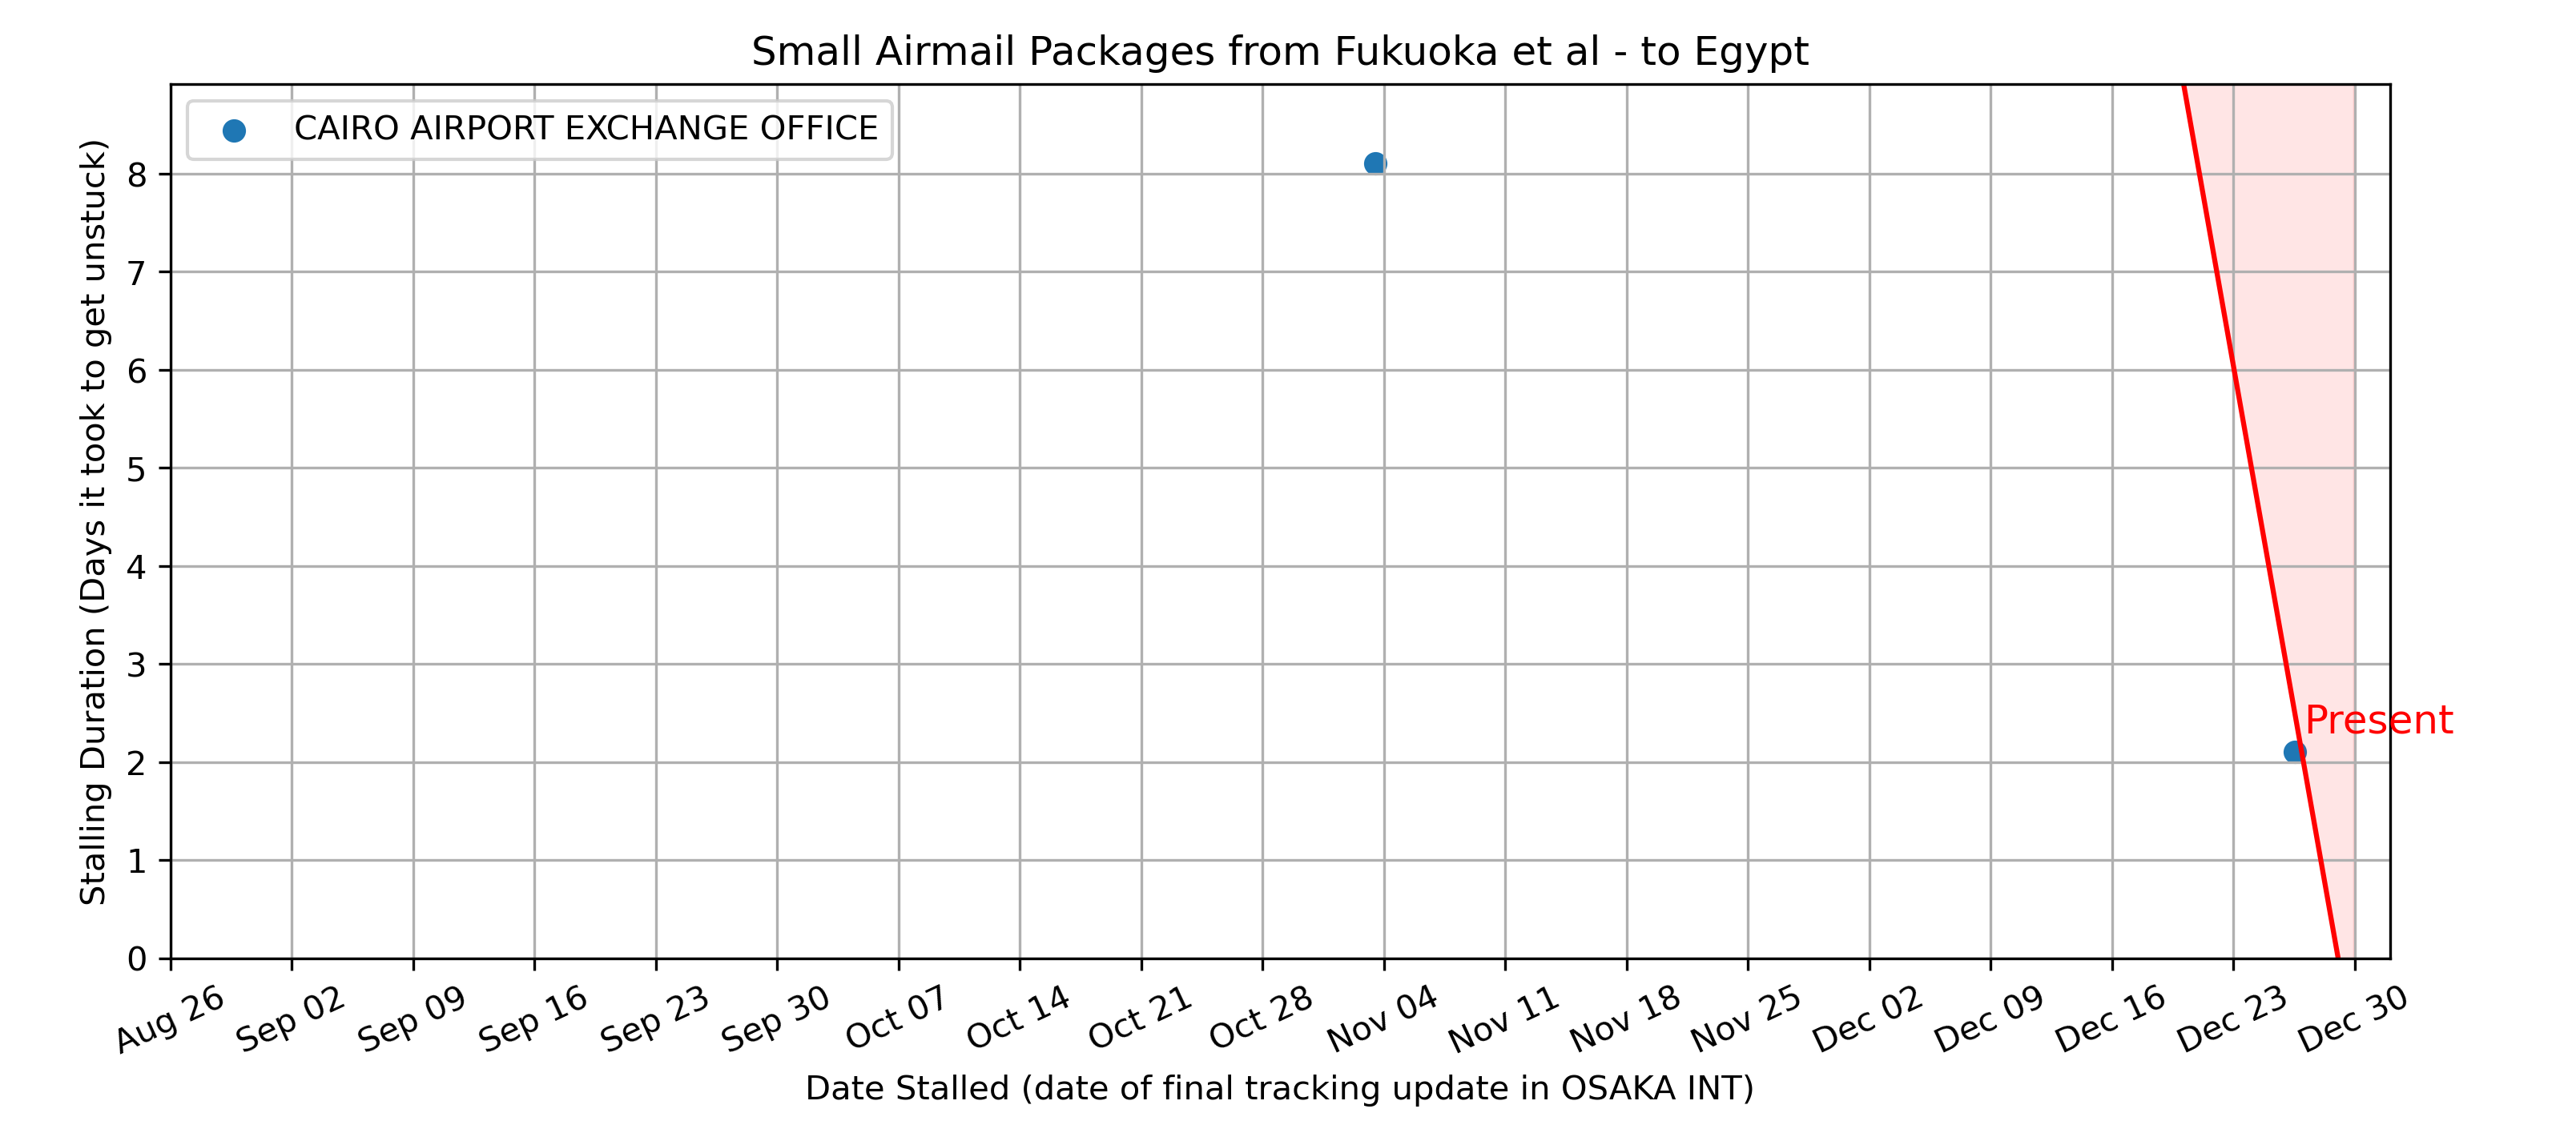 Small Airmail Packages from Fukuoka et al - to Egypt
CAIRO AIRPORT EXCHANGE OFFICE
Stalling Duration (Days it took to get unstuck)
8
7
6
5
4
3
2
1
0
Present
Aug 26
Sep 02
Sep 09
Sep 16
Sep 23
Sep 30
Oct 07
Oct 14
Oct 21
Oct 28
Nov 04
Nov 11
Nov 18
Nov 25
Dec 02
Dec 09
Dec 16
Dec 23
Dec 30
Date Stalled (date of final tracking update in OSAKA INT)